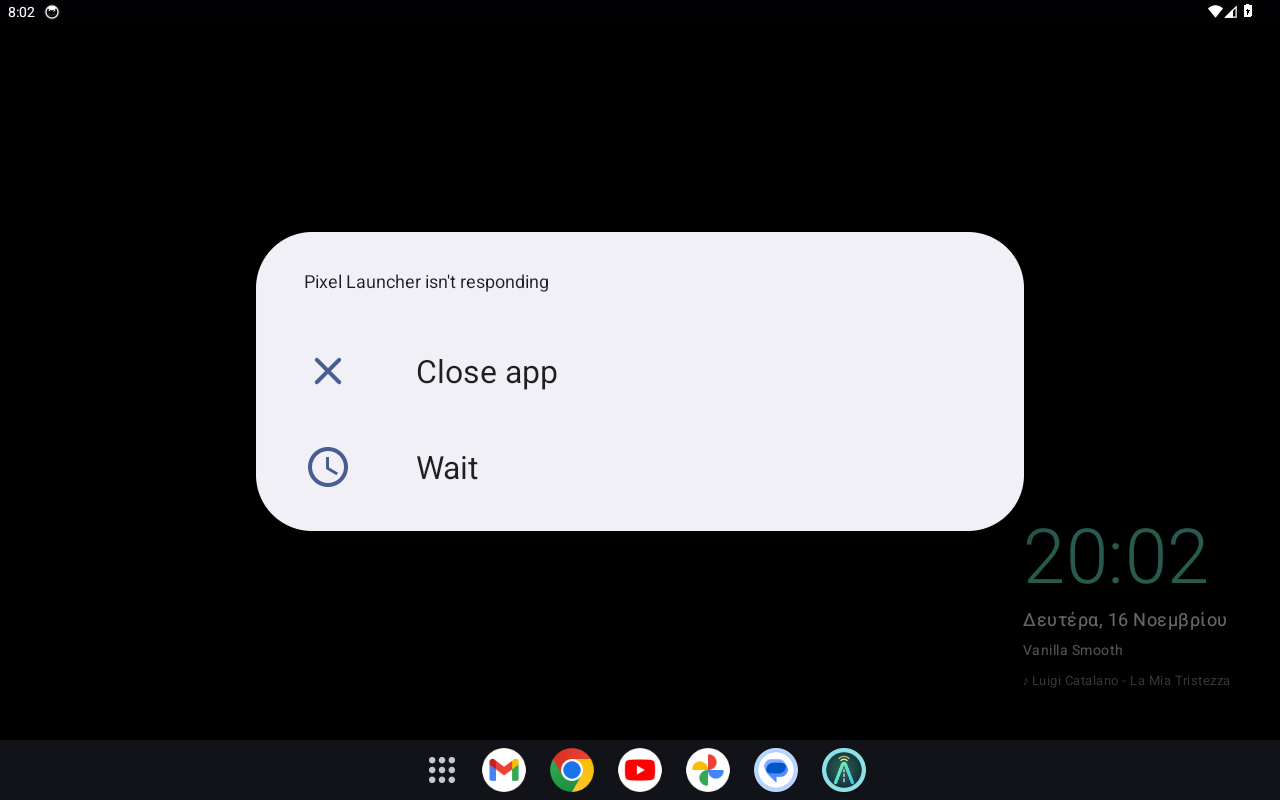 8:02
Pixel Launcher isn't responding
Close app
Wait
20:02
Δευτέρα, 16 Νοεμβρίου
Vanilla Smooth
♪ Luigi Catalano - La Mia Tristezza